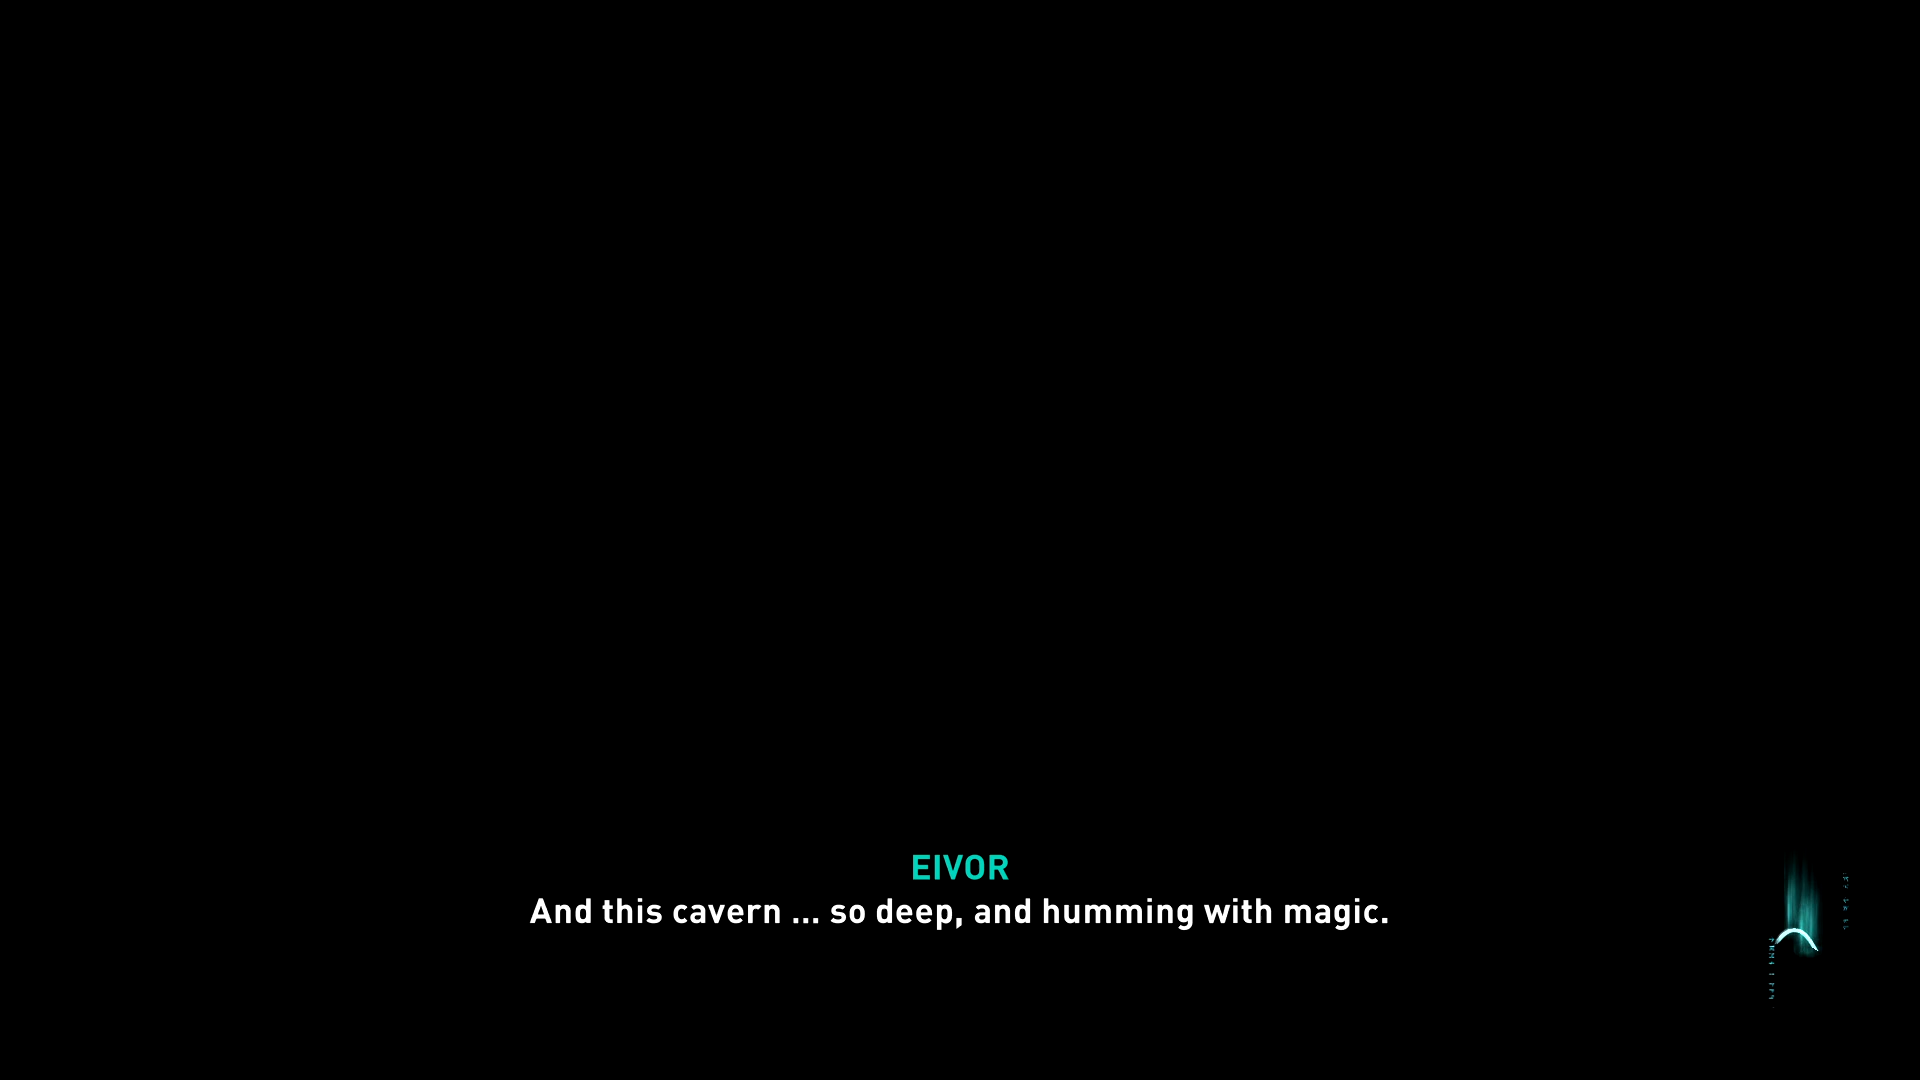 EIVOR
And this cavern ... so deep, and humming with magic.